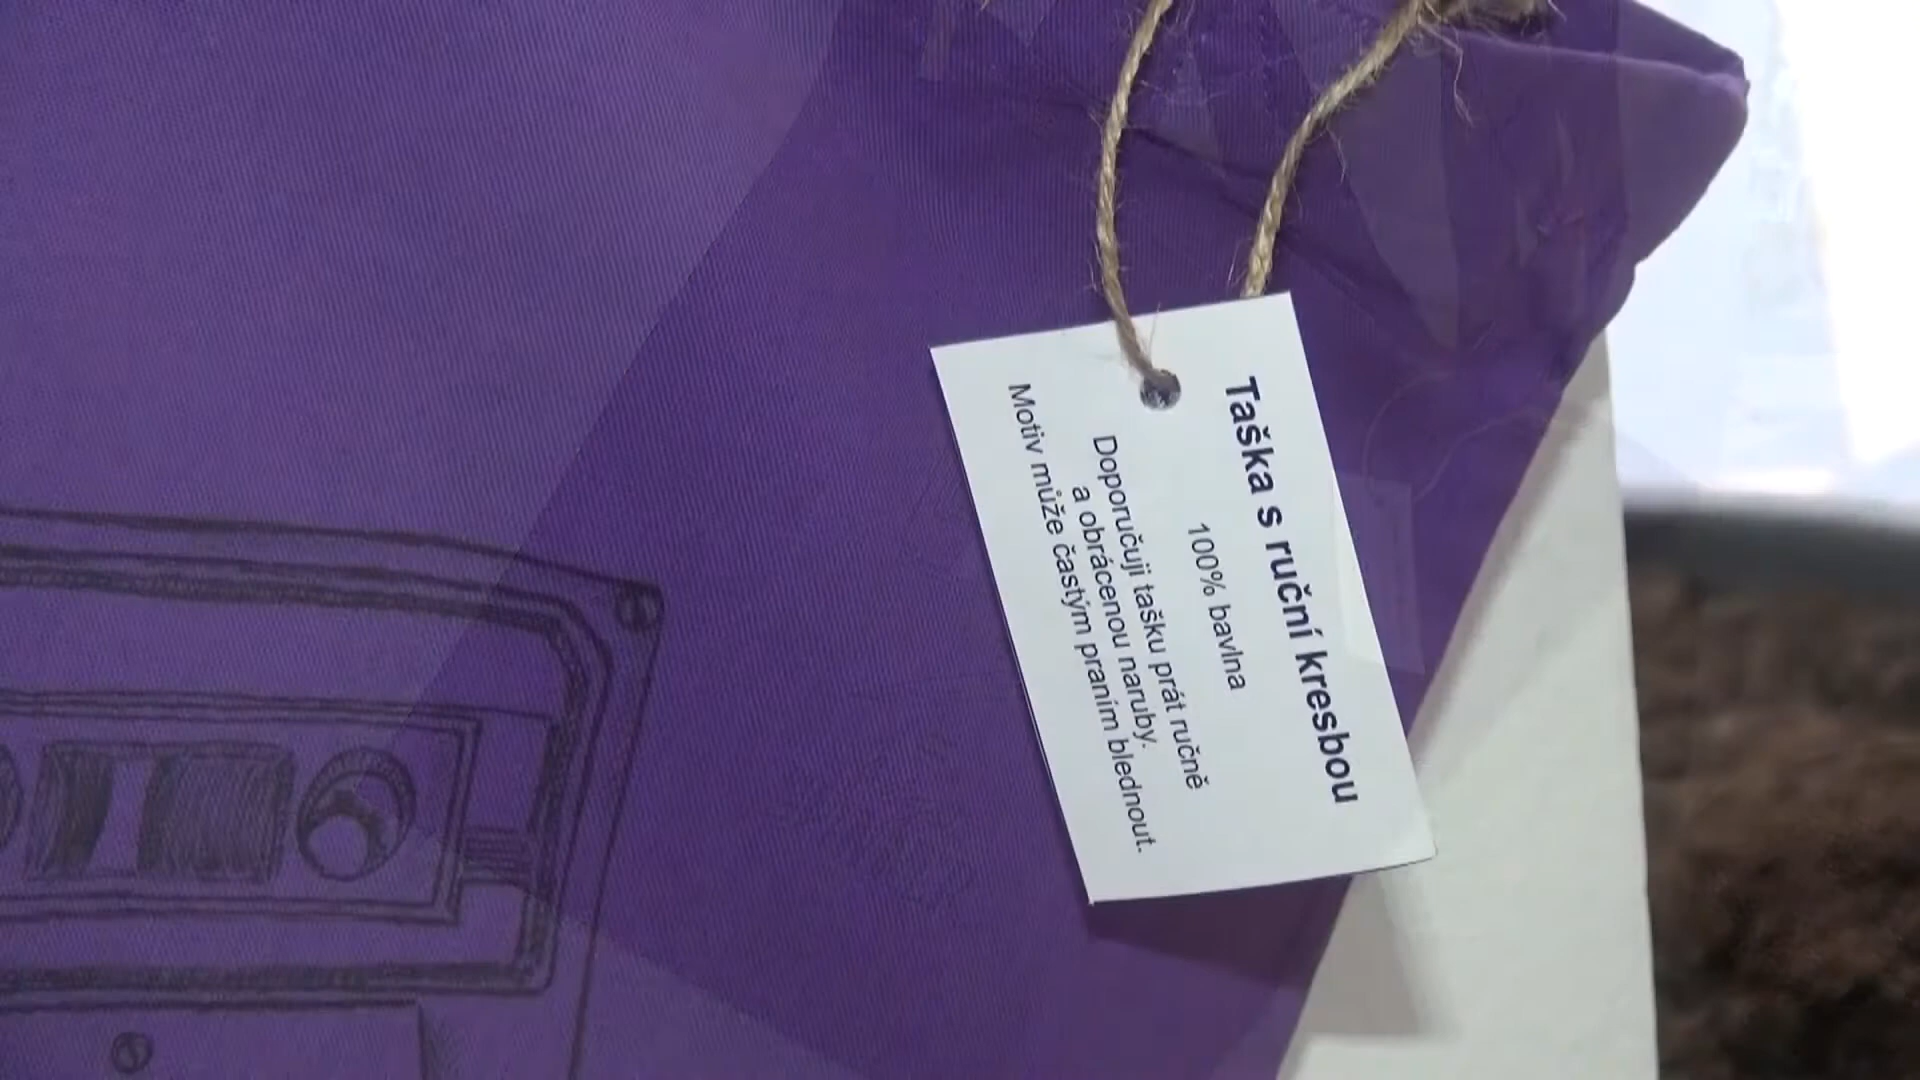 Taška s ruční kresbou
100% bavlna
Doporučuji tašku prát ručně
a obrácenou naruby.
Motiv může častým praním blednout.